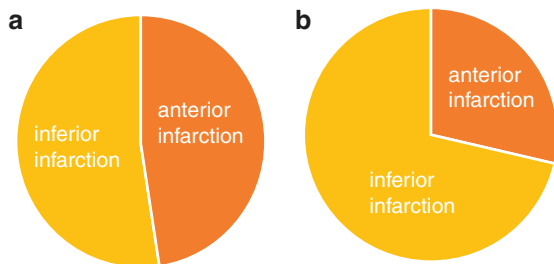 a
inferior
infarction
anterior
infarction
b
anterior
infarction
inferior
infarction